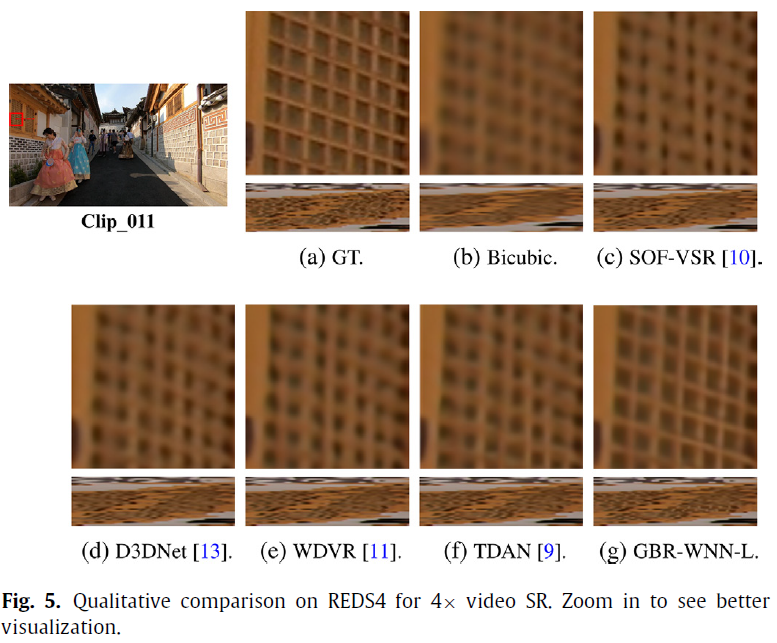 Clip_011
(a) GT.
(b) Bicubic.
(c) SOF-VSR [10].
(d) D3DNet [13].
(e) WDVR [11].
(f) TDAN [9].
(g) GBR-WNN-L.
Fig. 5. Qualitative comparison on REDS4 for 4× video SR. Zoom in to see better
visualization.